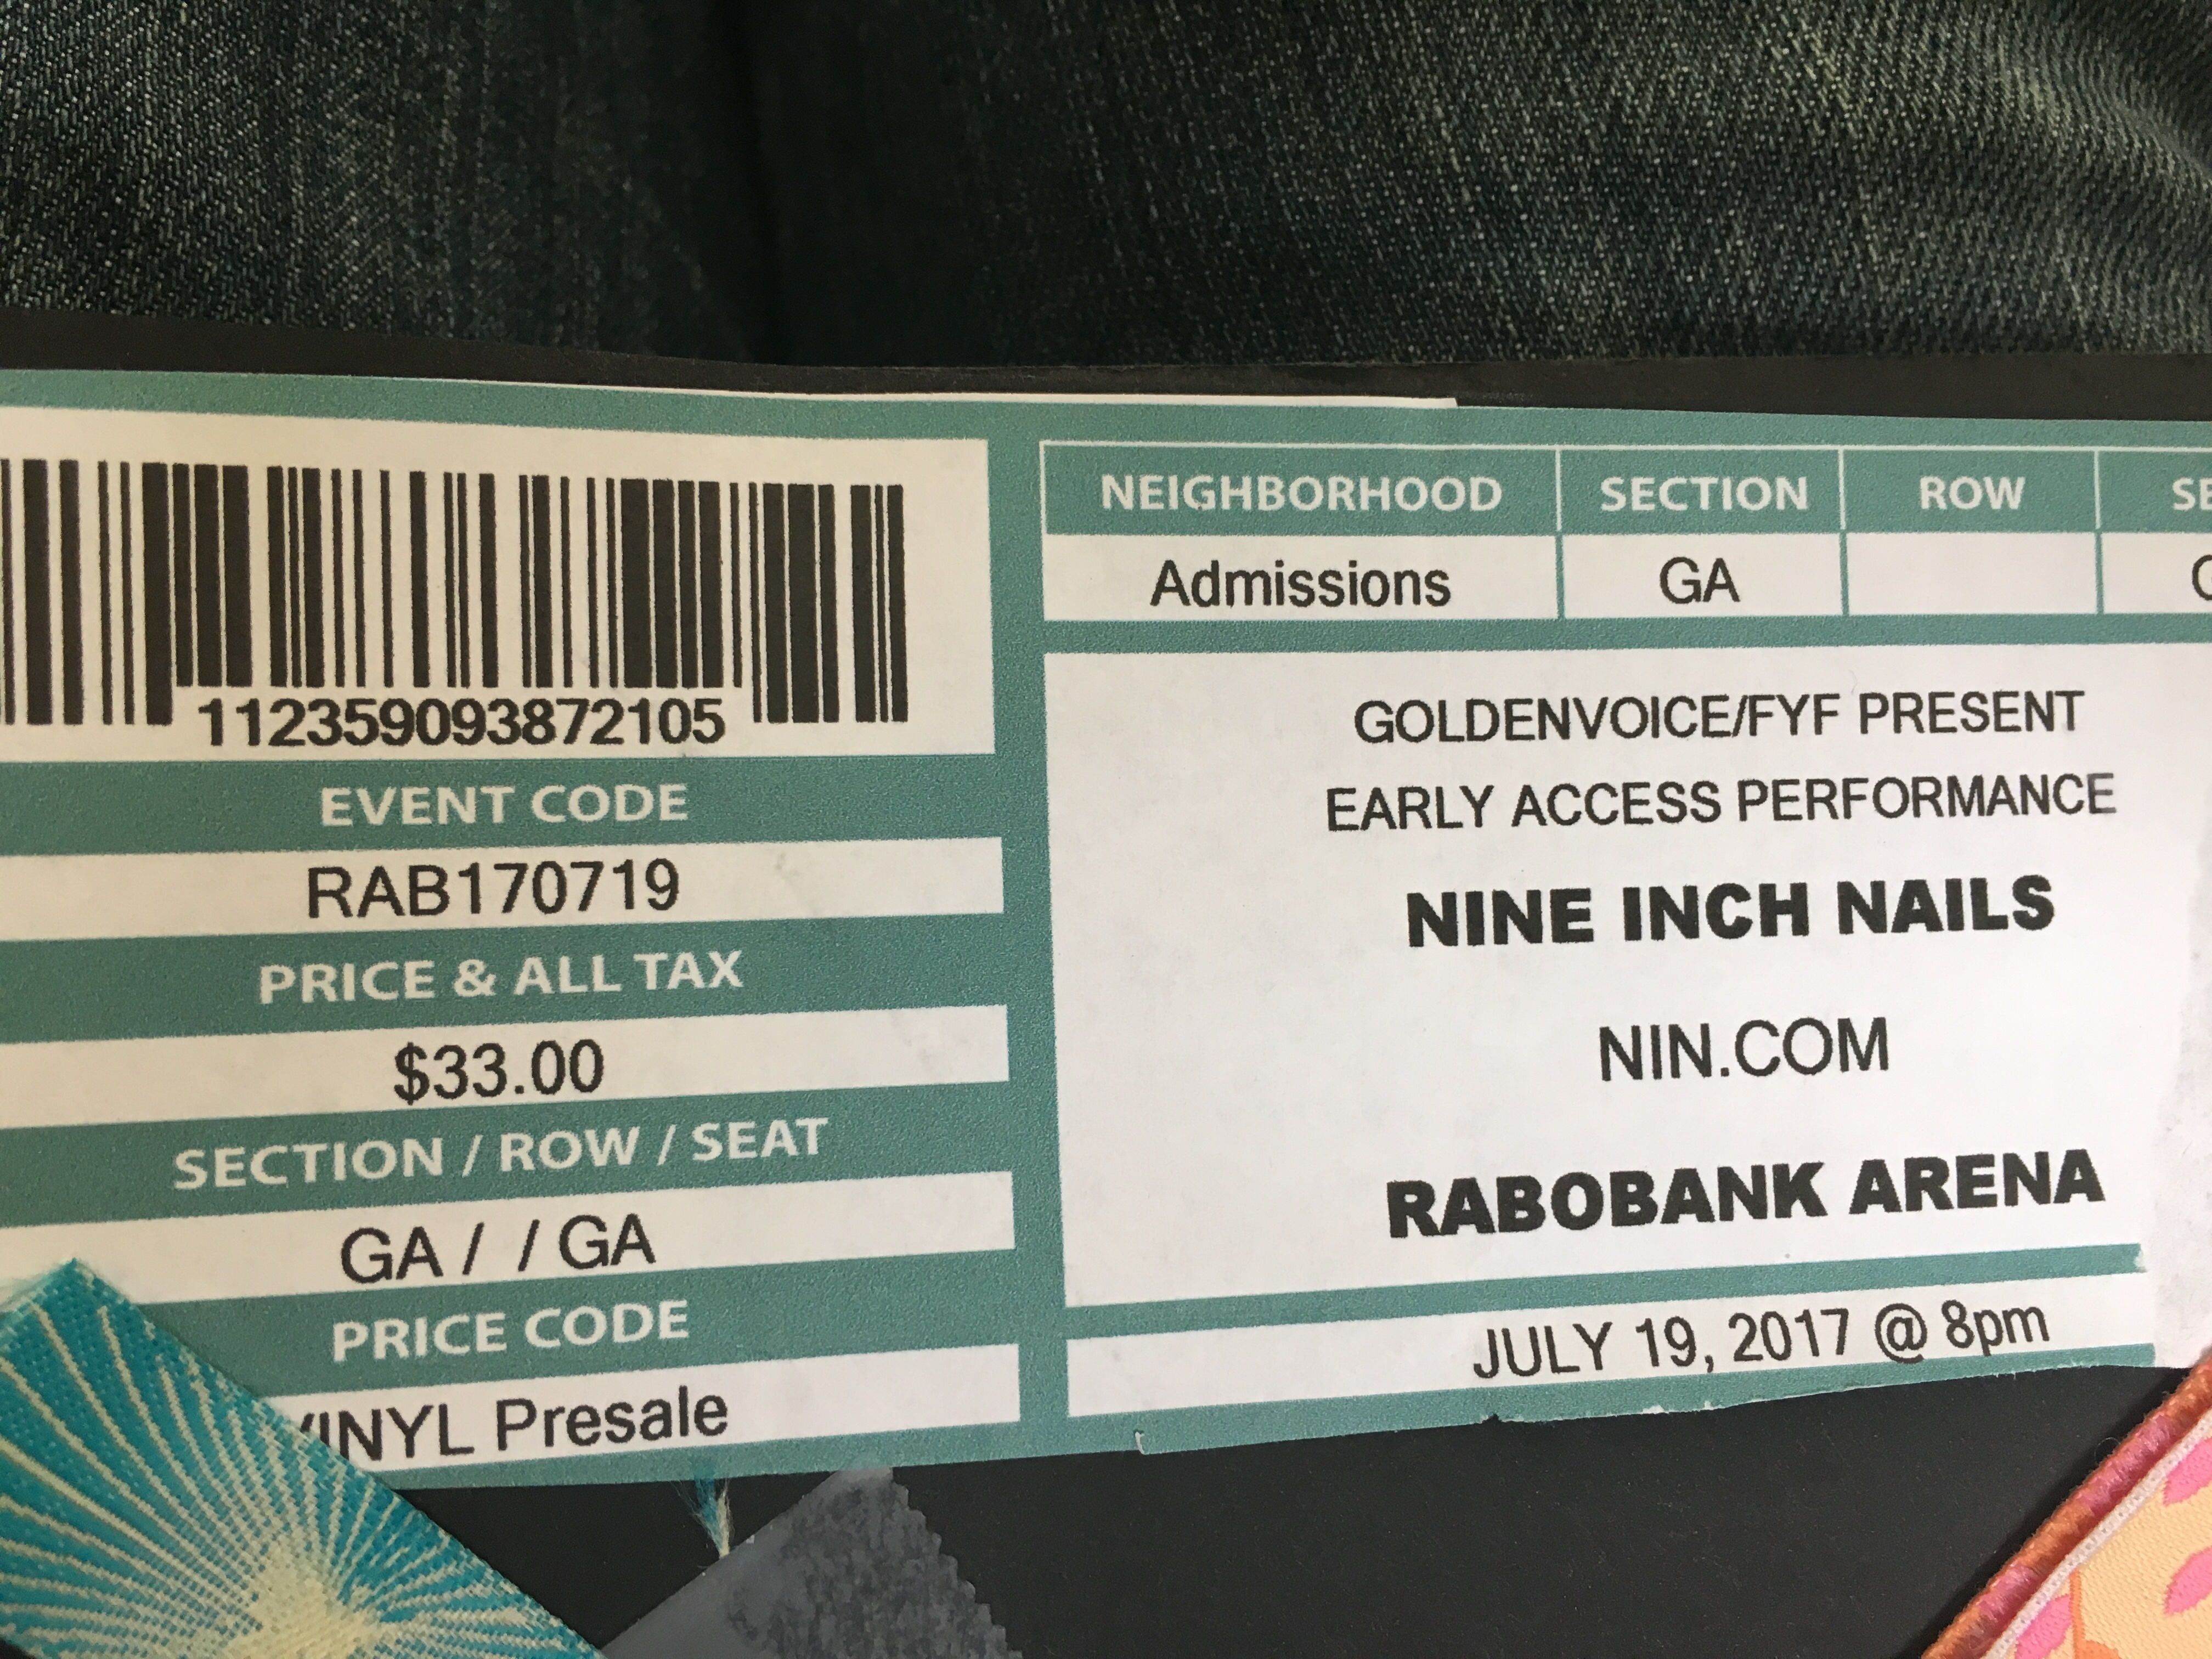 112359093872105
EVENT CODE
RAB170719
PRICE & ALL TAX
$33.00
SECTION / ROW / SEAT
GA / / GA
PRICE CODE
Presale
NEIGHBORHOOD SECTION ROW
Admissions GA
GOLDENVOICE/FYF PRESENT
EARLY ACCESS PERFORMANCE
NINE INCH NAILS
NIN.COM
RABOBANK ARENA
JULY 19, 2017 @ 8pm